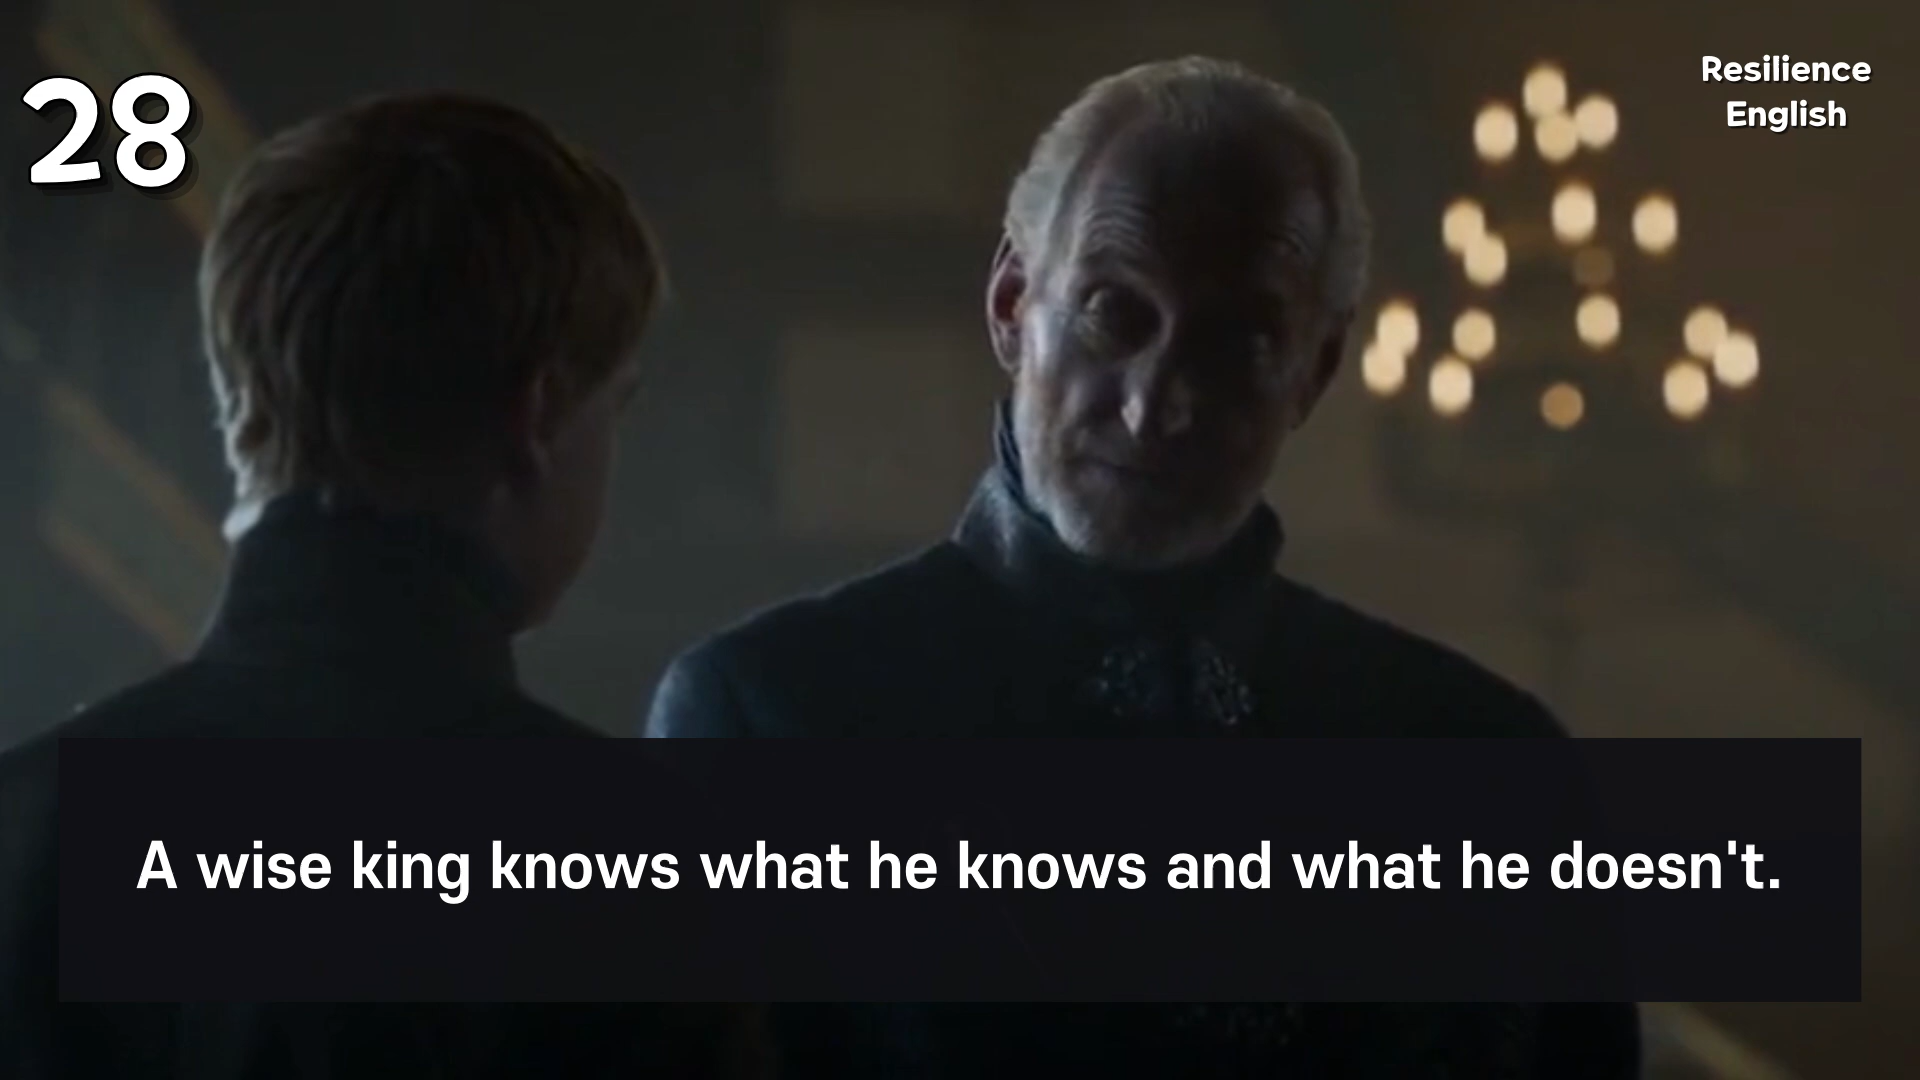 28
Resilience
English
A wise king knows what he knows and what he doesn't.